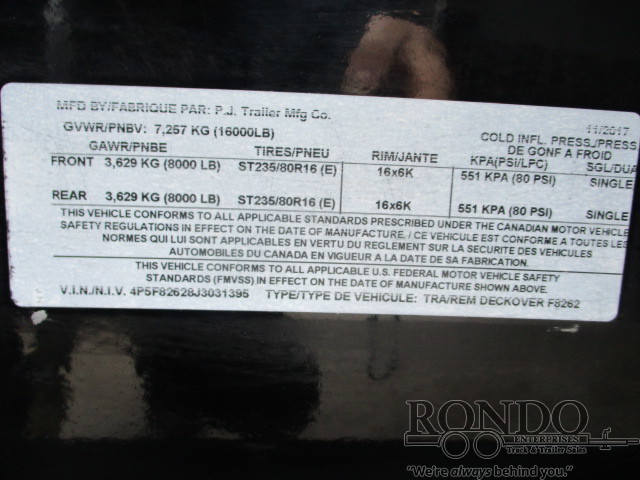 MFD BY/FABRIQUE PAR: P.J. Trailer Mfg Co. 11/2017
GVWR/PNBV: 7,257 KG (16000LB) COLD INFL. PRESS./PRESS
DE GONF A FROID
GAWR/PNBE TIRES/PNEU RIM/JANTE KPA(PSI/LPC) SGL/DUA
FRONT 3,629 KG (8000 LB) ST235/80R16 (E) 16x6K 551 KPA (80 PSI) SINGLE
REAR 3,629 KG (8000 LB) ST235/80R16 (E) 16x6K 551 KPA (80 PSI) SINGLE
THIS VEHICLE CONFORMS TO ALL APPLICABLE STANDARDS PRESCRIBED UNDER THE CANADIAN MOTOR VEHICLE
SAFETY REGULATIONS IN EFFECT ON THE DATE OF MANUFACTURE. / CE VEHICULE EST CONFORME A TOUTES LES
NORMES QUI LUI SONT APPLICABLES EN VERTU DU REGLEMENT SUR LA SECURITE DES VEHICULES
AUTOMOBILES DU CANADA EN VIGUEUR A LA DATE DE SA FABRICATION.
THIS VEHICLE CONFORMS TO ALL APPLICABLE U.S. FEDERAL MOTOR VEHICLE SAFETY
STANDARDS (FMVSS) IN EFFECT ON THE DATE OF MANUFACTURE SHOWN ABOVE.
V.I.N./N.I.V. 4P5F82628J3031395 TYPE/TYPE DE VEHICULE: TRA/REM DECKOVER F8262
RONDO
ENTERPRISES
Truck & Trailer Sales
"We're always behind you."